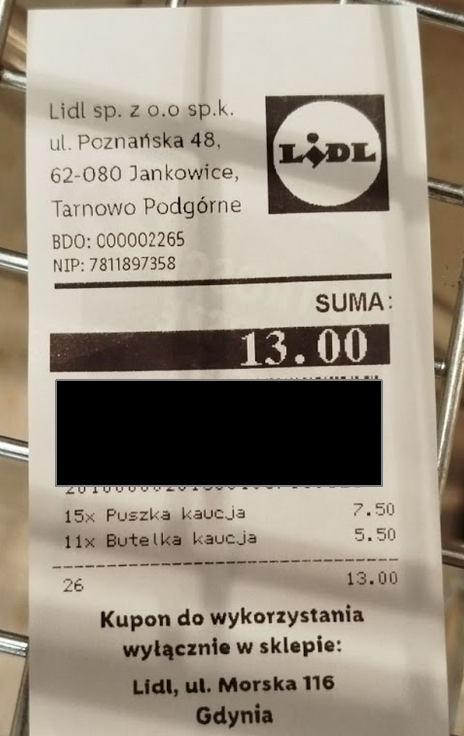 Lidl sp. z o.o sp.k.
ul. Poznańska 48,
62-080 Jankowice,
Tarnowo Podgórne
LIDL
BDO: 000002265
NIP: 7811897358
SUMA:
13.00
15x Puszka kaucja 7.50
11x Butelka kaucja 5.50
26 13.00
Kupon do wykorzystania
wyłącznie w sklepie:
Lidl, ul. Morska 116
Gdynia